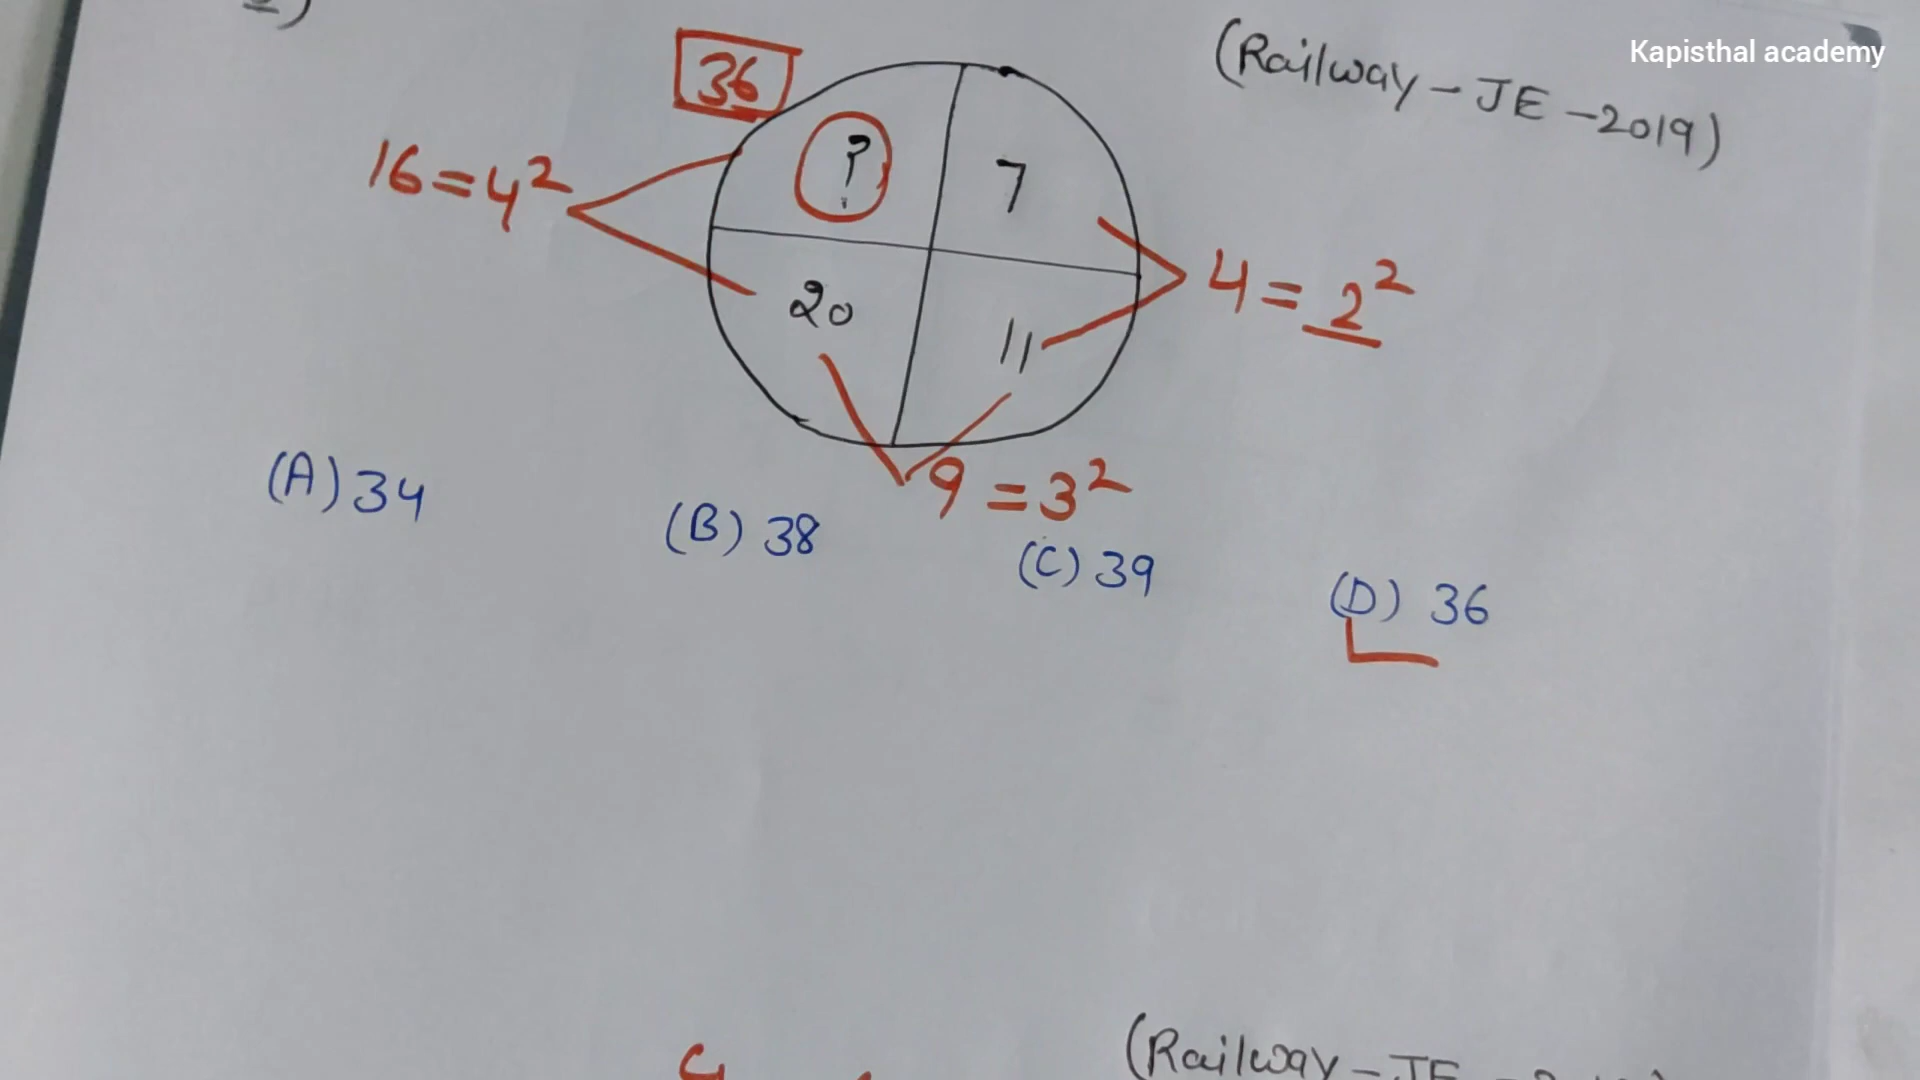 Kapisthal academy
(Railway - JE - 2019)
36
? 7
16 = 4²
4 = 2²
20 11
9 = 3²
(A) 34 (B) 38 (C) 39 (D) 36
(Railway - JE